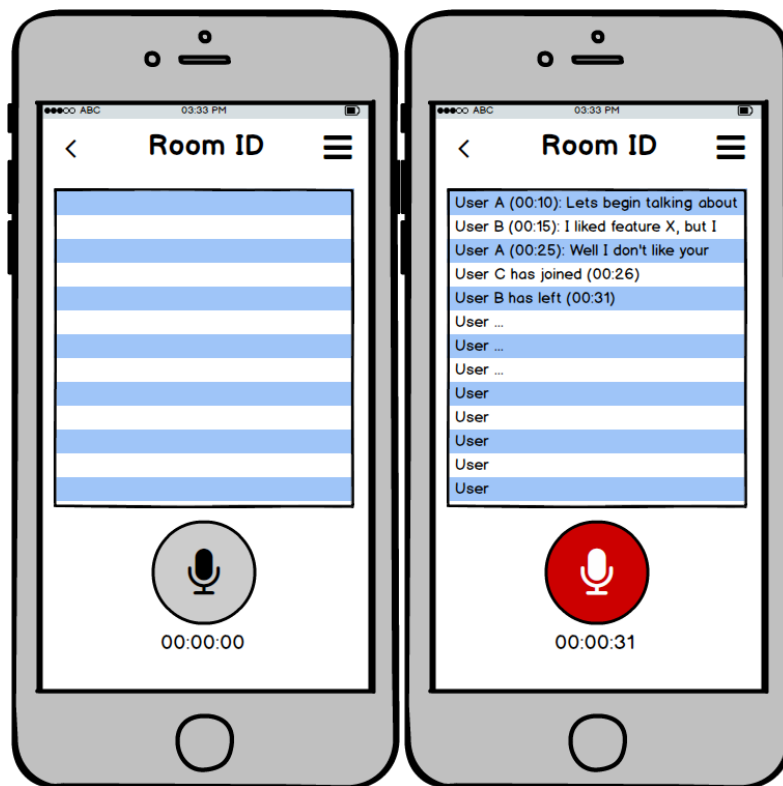 ABC 03:33 PM
< Room ID
00:00:00
ABC 03:33 PM
< Room ID
User A (00:10): Lets begin talking about
User B (00:15): I liked feature X, but I
User A (00:25): Well I don't like your
User C has joined (00:26)
User B has left (00:31)
User ...
User ...
User ...
User
User
User
User
User
00:00:31